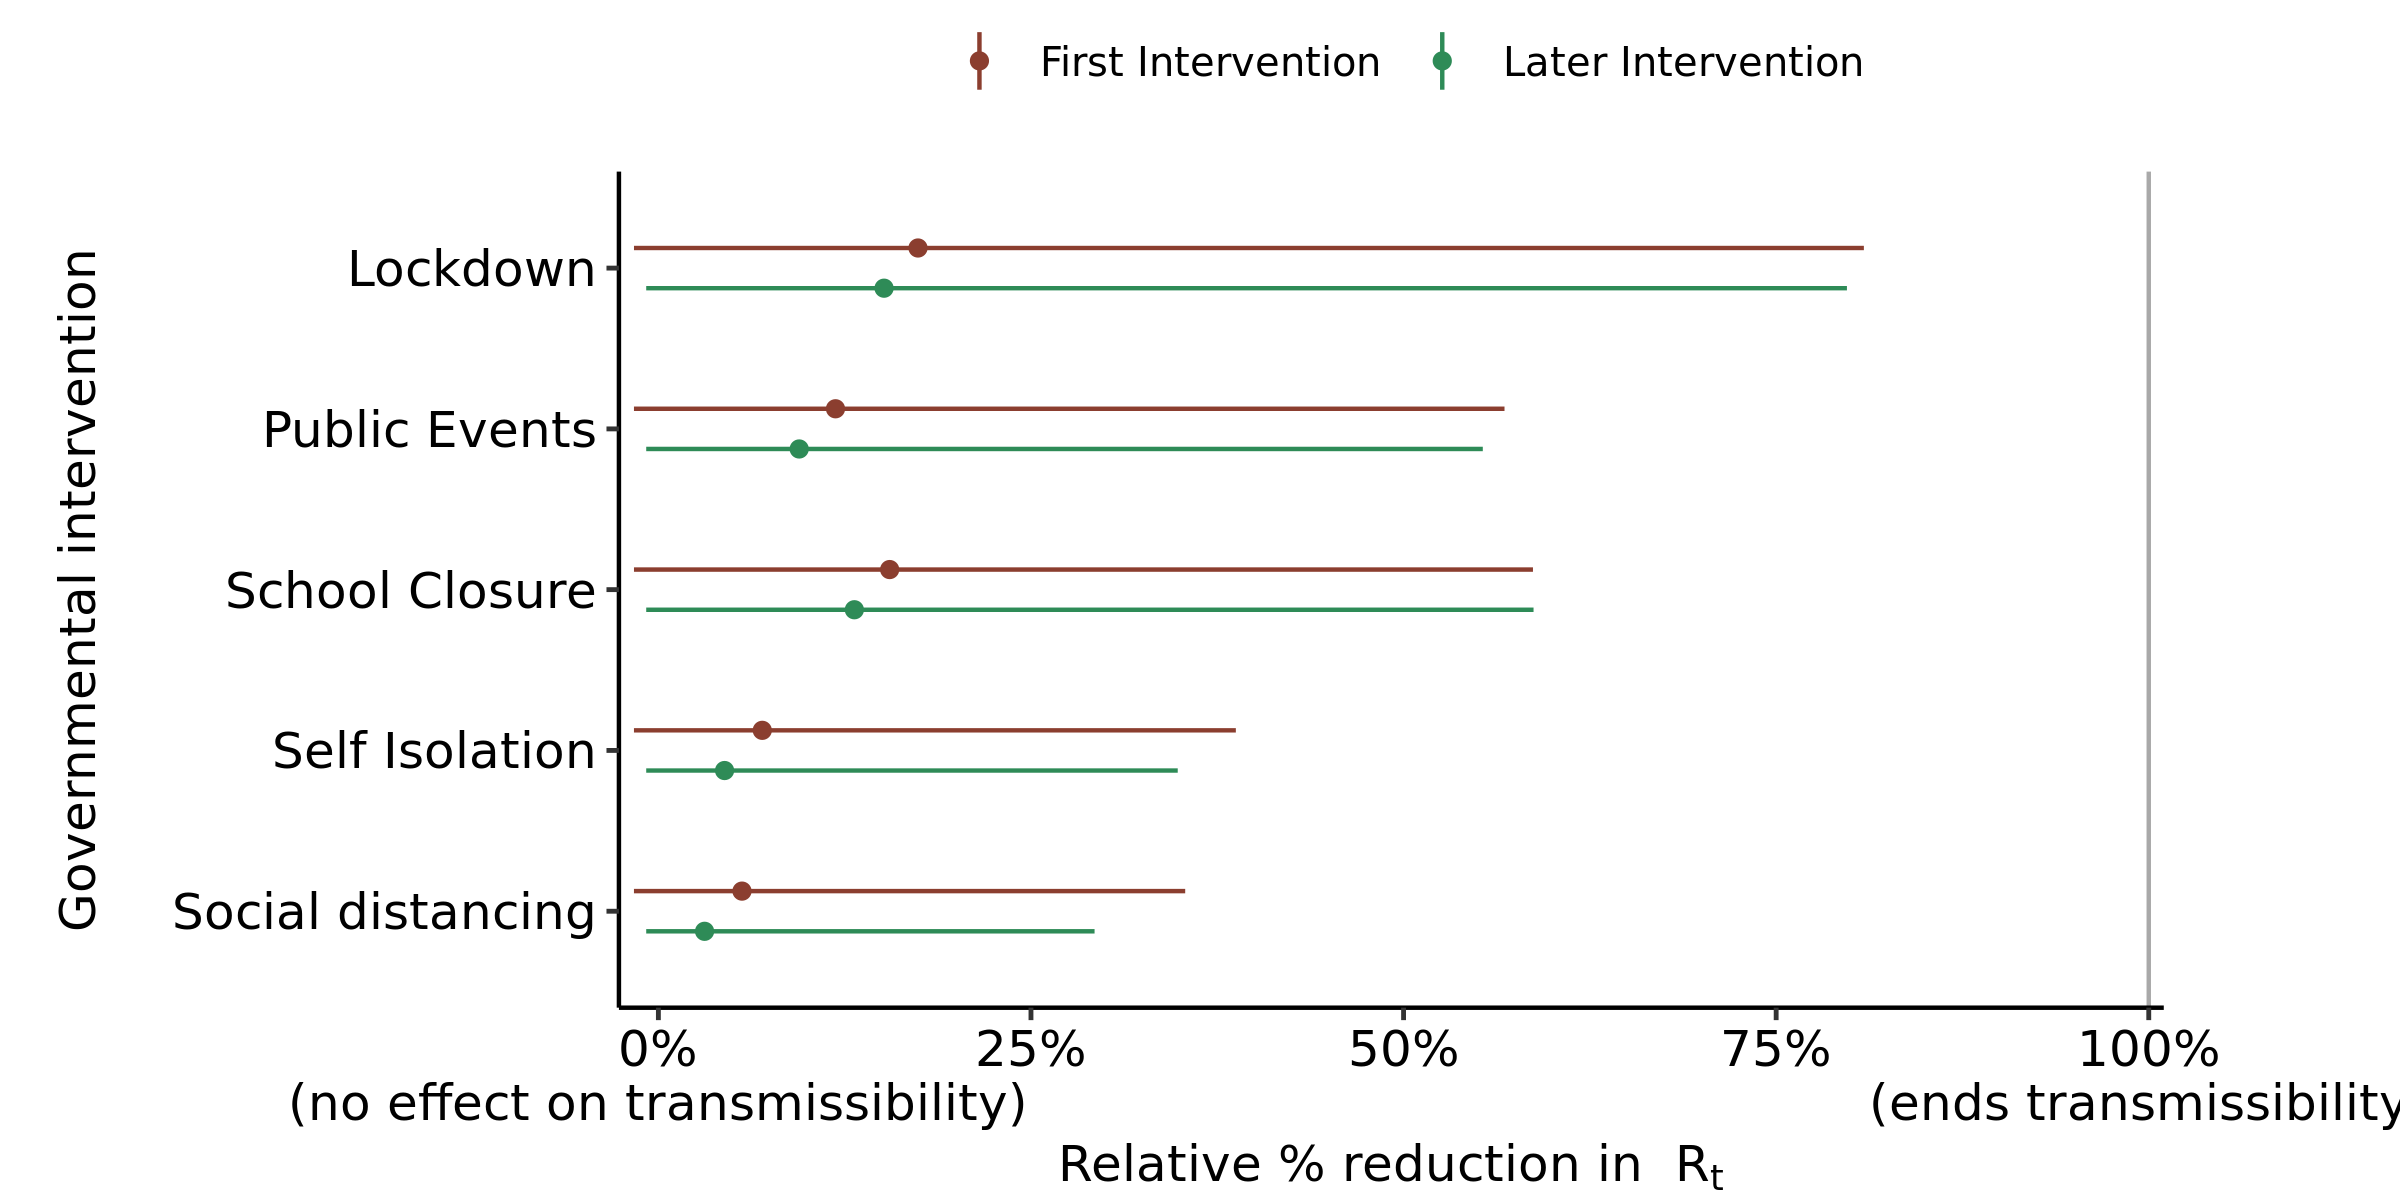 First Intervention Later Intervention
Governmental intervention
Lockdown
Public Events
School Closure
Self Isolation
Social distancing
0% 25% 50% 75% 100%
(no effect on transmissibility) (ends transmissibility
Relative % reduction in Rt